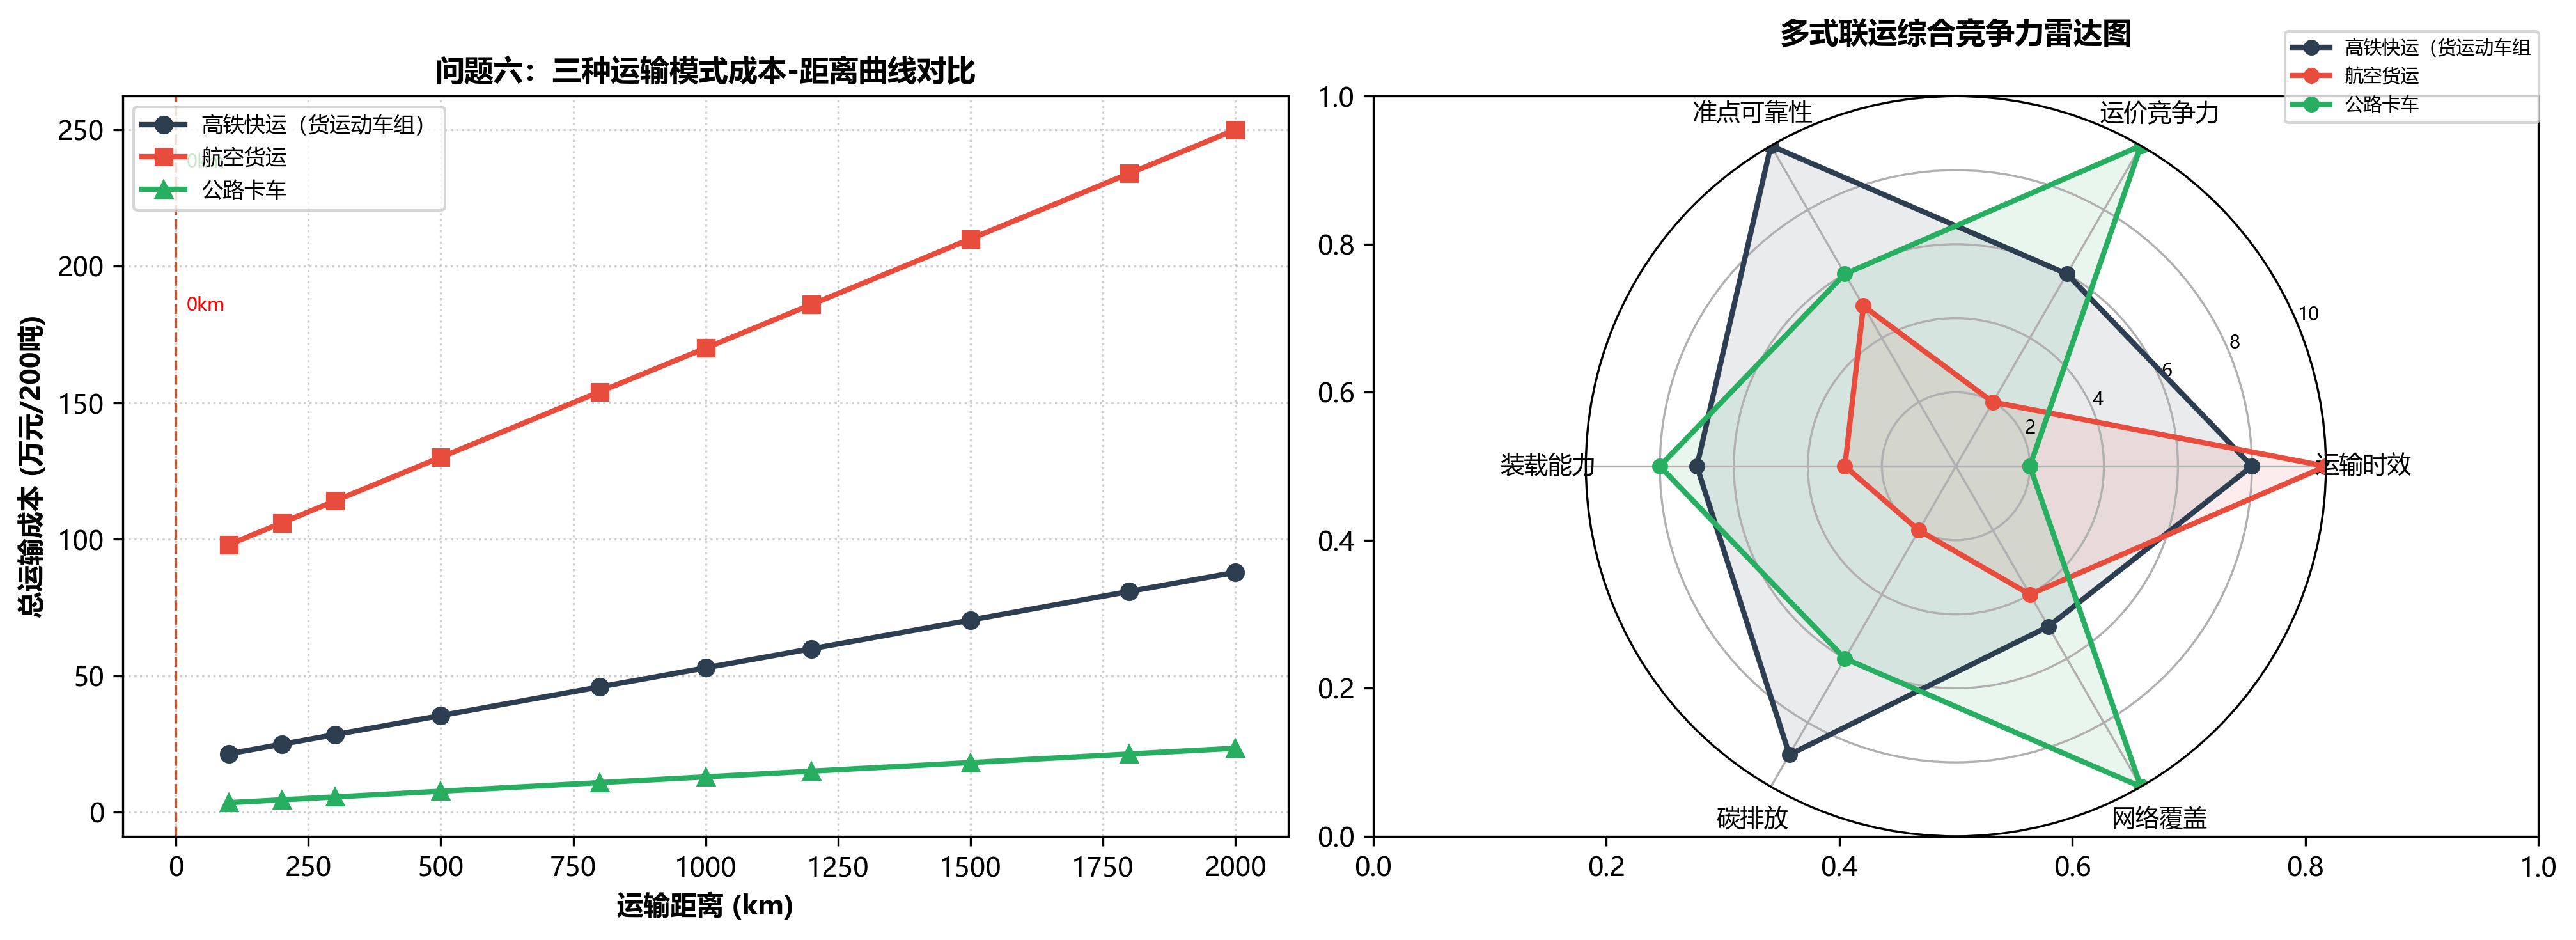 问题六：三种运输模式成本-距离曲线对比
高铁快运（货运动车组）
航空货运
公路卡车
0km
0km
250
200
150
100
50
0
总运输成本 (万元/200吨)
0 250 500 750 1000 1250 1500 1750 2000
运输距离 (km)
多式联运综合竞争力雷达图
高铁快运（货运动车组
航空货运
公路卡车
准点可靠性
运价竞争力
装载能力
运输时效
碳排放
网络覆盖
2
4
6
8
10
1.0
0.8
0.6
0.4
0.2
0.0
0.0 0.2 0.4 0.6 0.8 1.0